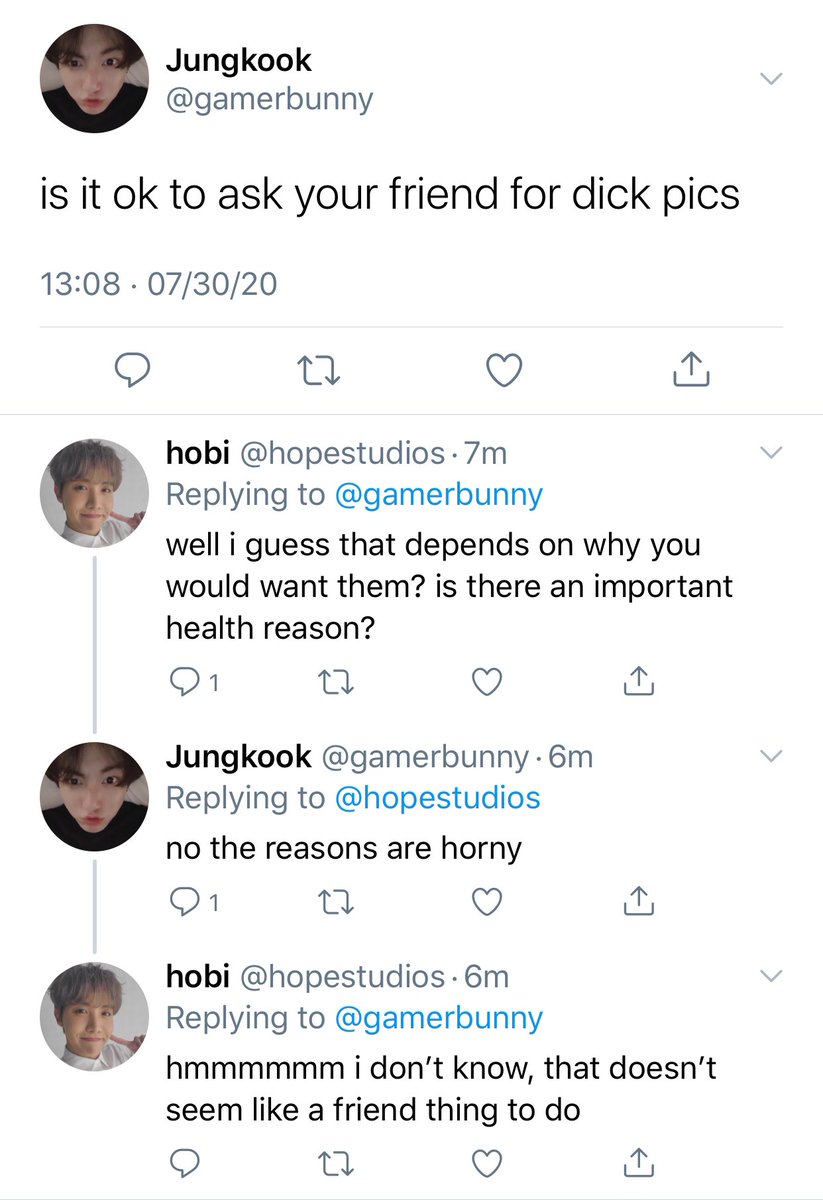 Jungkook
@gamerbunny
is it ok to ask your friend for dick pics
13:08 · 07/30/20
hobi @hopestudios · 7m
Replying to @gamerbunny
well i guess that depends on why you
would want them? is there an important
health reason?
1
Jungkook @gamerbunny · 6m
Replying to @hopestudios
no the reasons are horny
1
hobi @hopestudios · 6m
Replying to @gamerbunny
hmmmmmm i don’t know, that doesn’t
seem like a friend thing to do